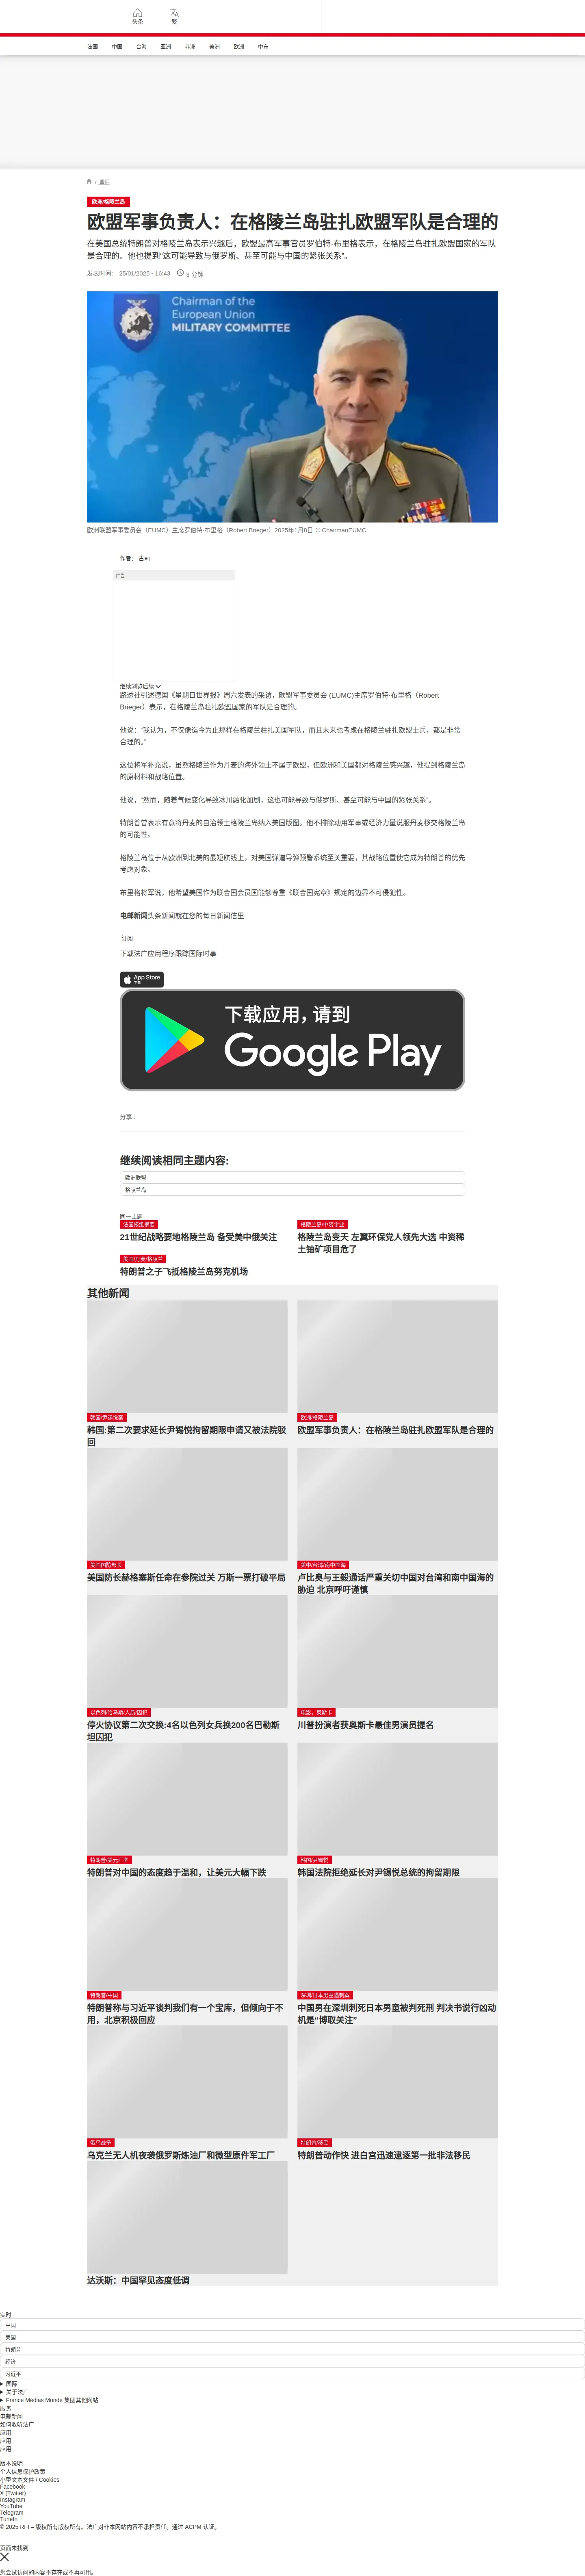 头条
繁
法国
中国
台海
亚洲
非洲
美洲
欧洲
中东
/ 国际
欧洲/格陵兰岛
欧盟军事负责人：在格陵兰岛驻扎欧盟军队是合理的
在美国总统特朗普对格陵兰岛表示兴趣后，欧盟最高军事官员罗伯特·布里格表示，在格陵兰岛驻扎欧盟国家的军队
是合理的。他也提到“这可能导致与俄罗斯、甚至可能与中国的紧张关系”。
发表时间： 25/01/2025 - 16:43 3 分钟
Chairman of the
European Union
MILITARY COMMITTEE
欧洲联盟军事委员会（EUMC）主席罗伯特·布里格（Robert Brieger）2025年1月8日 © ChairmanEUMC
作者： 古莉
广告
继续浏览后续
路透社引述德国《星期日世界报》周六发表的采访，欧盟军事委员会 (EUMC)主席罗伯特·布里格（Robert
Brieger）表示，在格陵兰岛驻扎欧盟国家的军队是合理的。
他说：“我认为，不仅像迄今为止那样在格陵兰驻扎美国军队，而且未来也考虑在格陵兰驻扎欧盟士兵，都是非常
合理的。”
这位将军补充说，虽然格陵兰作为丹麦的海外领土不属于欧盟，但欧洲和美国都对格陵兰感兴趣，他提到格陵兰岛
的原材料和战略位置。
他说，“然而，随着气候变化导致冰川融化加剧，这也可能导致与俄罗斯、甚至可能与中国的紧张关系”。
特朗普曾表示有意将丹麦的自治领土格陵兰岛纳入美国版图。他不排除动用军事或经济力量说服丹麦移交格陵兰岛
的可能性。
格陵兰岛位于从欧洲到北美的最短航线上，对美国弹道导弹预警系统至关重要，其战略位置使它成为特朗普的优先
考虑对象。
布里格将军说，他希望美国作为联合国会员国能够尊重《联合国宪章》规定的边界不可侵犯性。
电邮新闻头条新闻就在您的每日新闻信里
订阅
下载法广应用程序跟踪国际时事
App Store
下载
下载应用，请到
Google Play
分享 :
继续阅读相同主题内容:
欧洲联盟
格陵兰岛
同一主题
法国报纸摘要
21世纪战略要地格陵兰岛 备受美中俄关注
格陵兰岛/中资企业
格陵兰岛变天 左翼环保党人领先大选 中资稀
土铀矿项目危了
美国/丹麦/格陵兰
特朗普之子飞抵格陵兰岛努克机场
其他新闻
韩国/尹锡悦案
韩国:第二次要求延长尹锡悦拘留期限申请又被法院驳
回
欧洲/格陵兰岛
欧盟军事负责人：在格陵兰岛驻扎欧盟军队是合理的
美国国防部长
美国防长赫格塞斯任命在参院过关 万斯一票打破平局
美中/台湾/南中国海
卢比奥与王毅通话严重关切中国对台湾和南中国海的
胁迫 北京呼吁谨慎
以色列/哈马斯/人质/囚犯
停火协议第二次交换:4名以色列女兵换200名巴勒斯
坦囚犯
电影、奥斯卡
川普扮演者获奥斯卡最佳男演员提名
特朗普/美元汇率
特朗普对中国的态度趋于温和，让美元大幅下跌
韩国/尹锡悦
韩国法院拒绝延长对尹锡悦总统的拘留期限
特朗普/中国
特朗普称与习近平谈判我们有一个宝库，但倾向于不
用，北京积极回应
深圳/日本男童遇刺案
中国男在深圳刺死日本男童被判死刑 判决书说行凶动
机是“博取关注”
俄乌战争
乌克兰无人机夜袭俄罗斯炼油厂和微型原件军工厂
特朗普/移民
特朗普动作快 进白宫迅速逮逐第一批非法移民
达沃斯：中国罕见态度低调
实时
中国
美国
特朗普
经济
习近平
国际
关于法广
France Médias Monde 集团其他网站
服务
电邮新闻
如何收听法广
应用
应用
应用
版本说明
个人信息保护政策
小型文本文件 / Cookies
Facebook
X (Twitter)
Instagram
YouTube
Telegram
TuneIn
© 2025 RFI – 版权所有版权所有。法广对非本网站内容不承担责任。通过 ACPM 认证。
页面未找到
您尝试访问的内容不存在或不再可用。